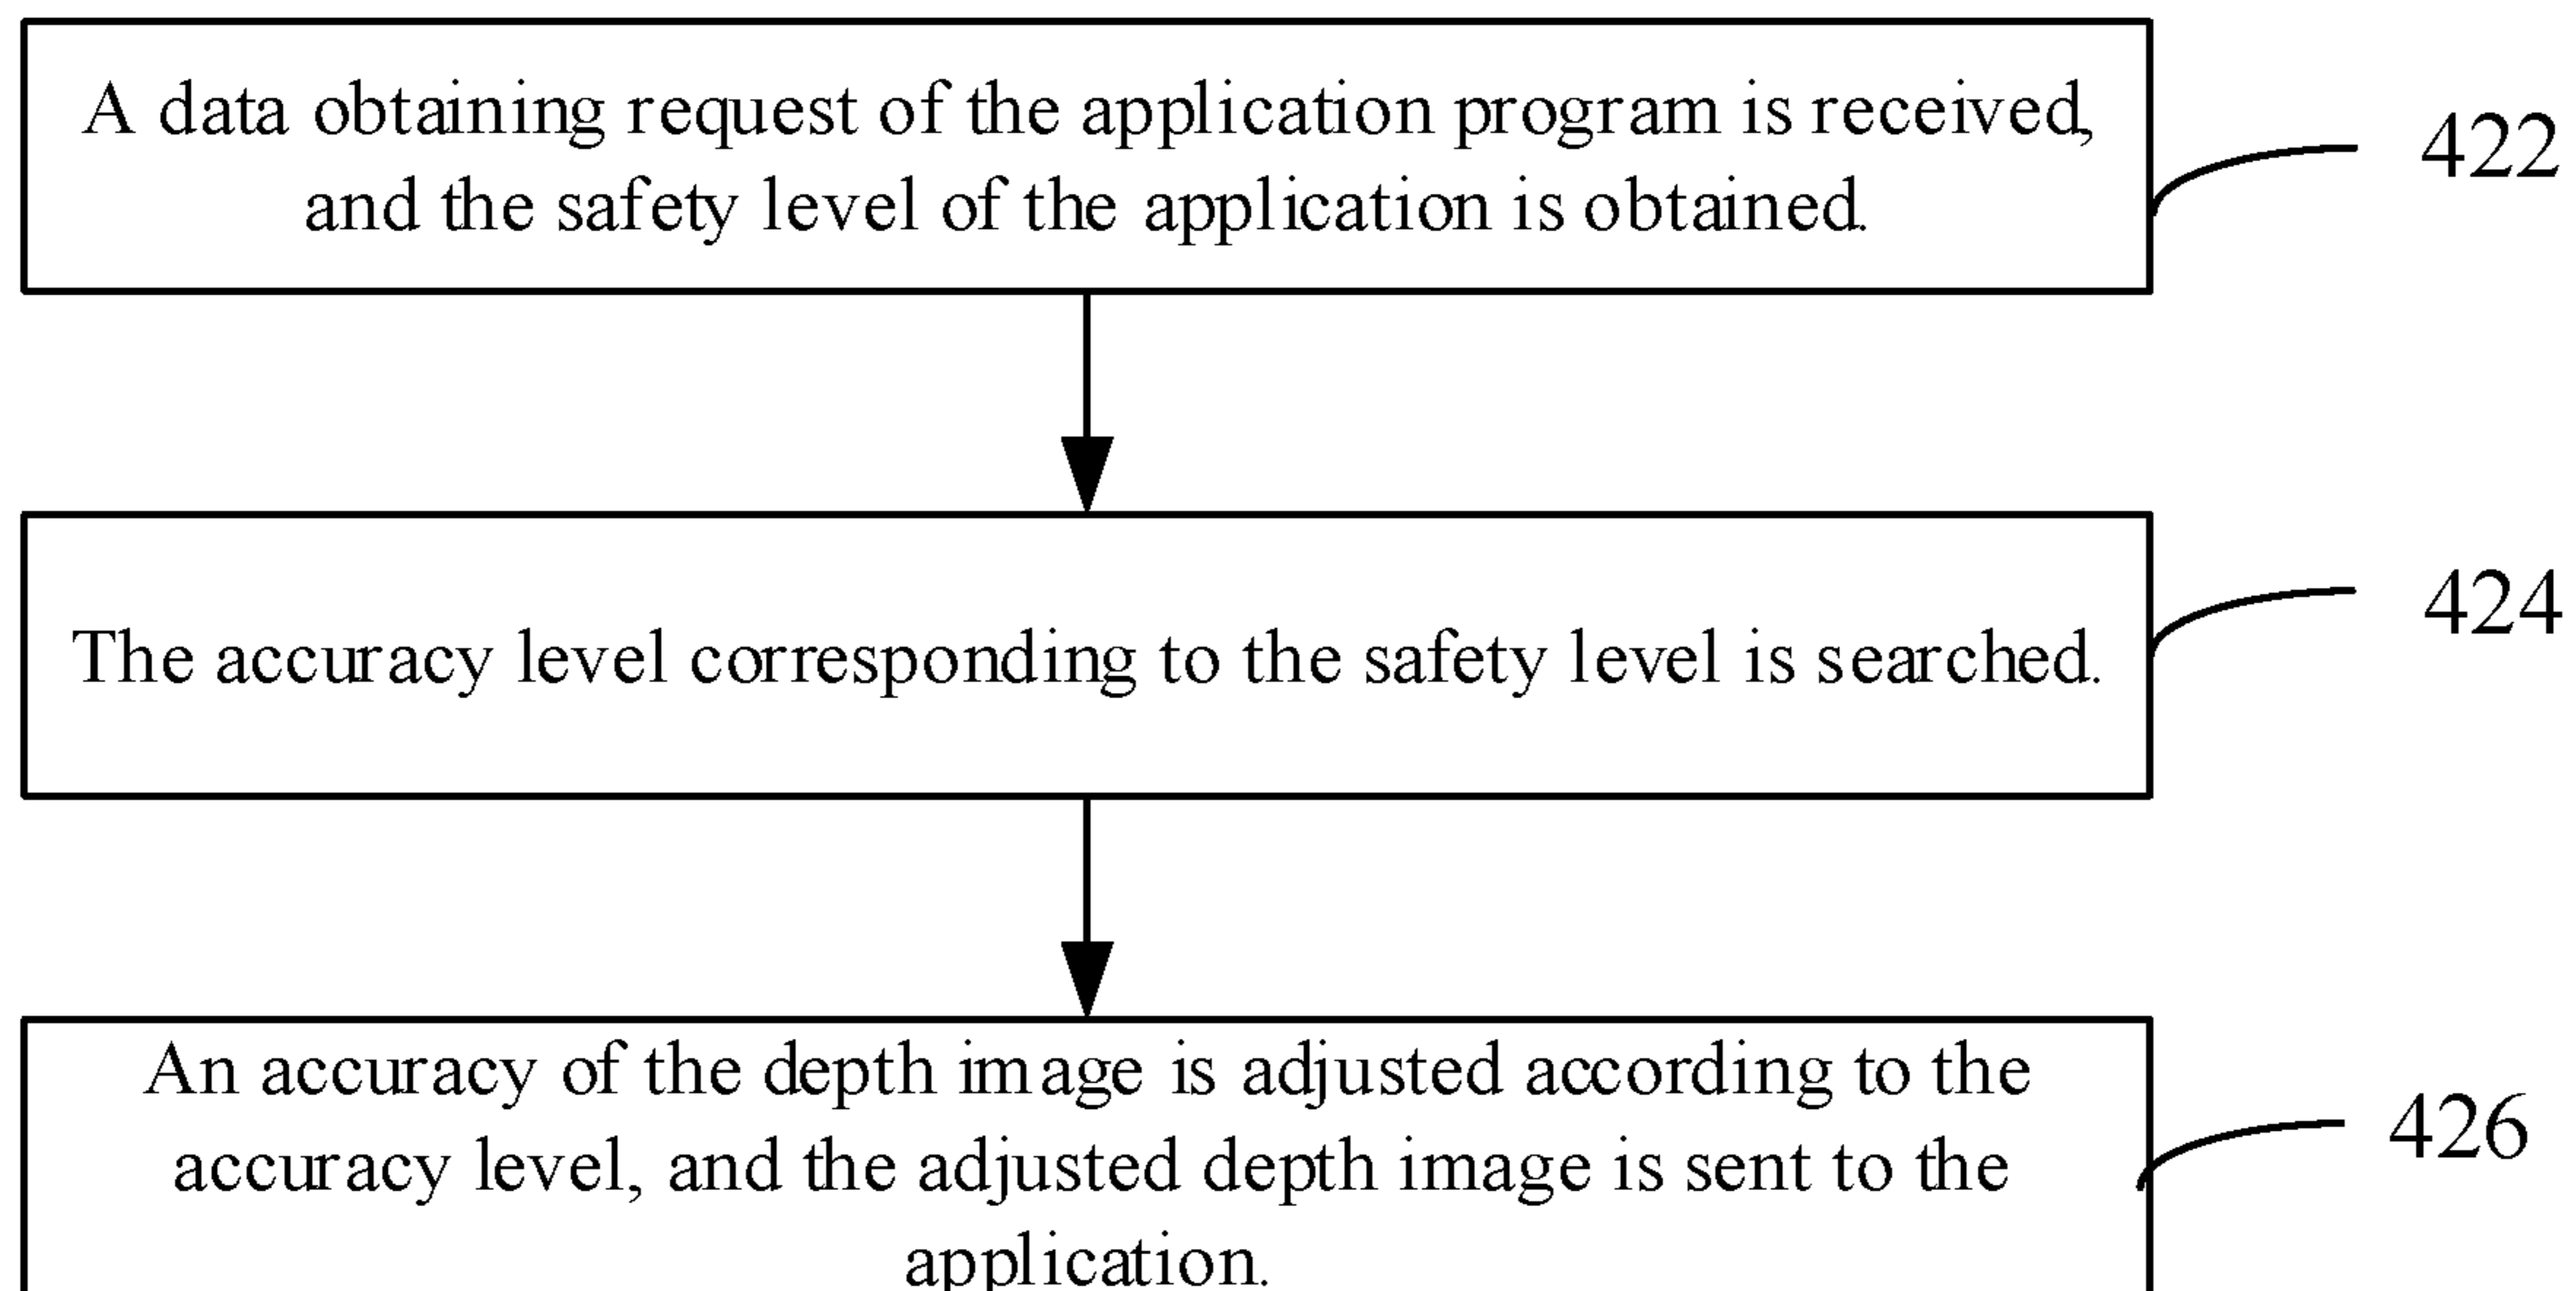 A data obtaining request of the application program is received,
and the safety level of the application is obtained.
422
The accuracy level corresponding to the safety level is searched.
424
An accuracy of the depth image is adjusted according to the
accuracy level, and the adjusted depth image is sent to the
application.
426